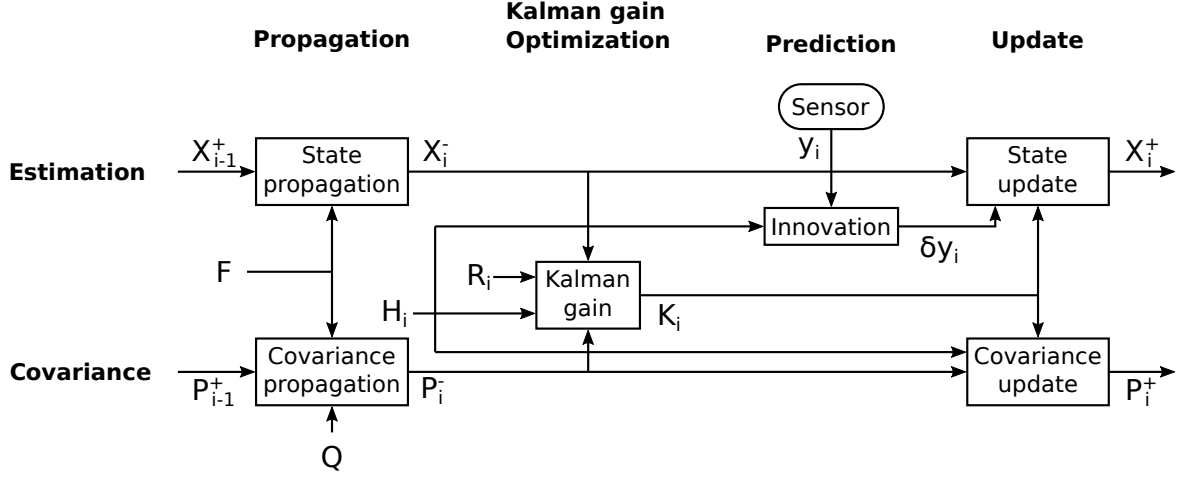 Kalman gain
Propagation Optimization Prediction Update
Sensor
X⁺ᵢ₋₁ State propagation X⁻ᵢ yᵢ State update X⁺ᵢ
Estimation
Innovation
δyᵢ
F Rᵢ Kalman gain
Hᵢ Kᵢ
Covariance propagation Covariance update
Covariance
P⁺ᵢ₋₁ P⁻ᵢ P⁺ᵢ
Q